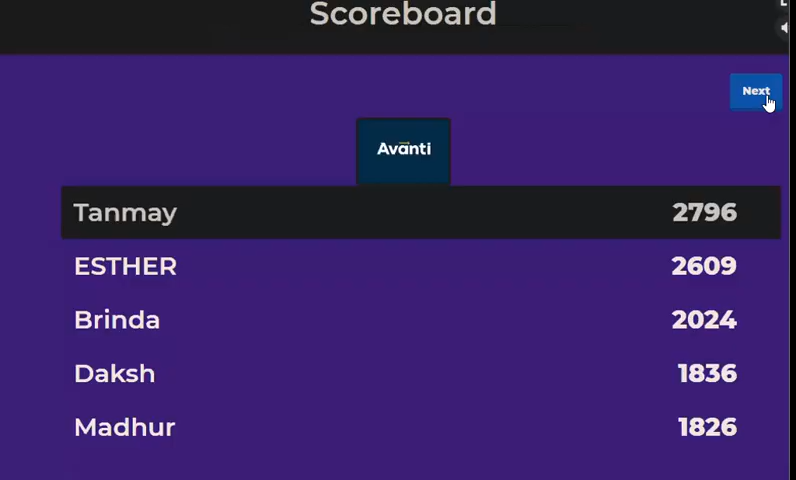 Scoreboard
Next
Avanti
Tanmay 2796
ESTHER 2609
Brinda 2024
Daksh 1836
Madhur 1826